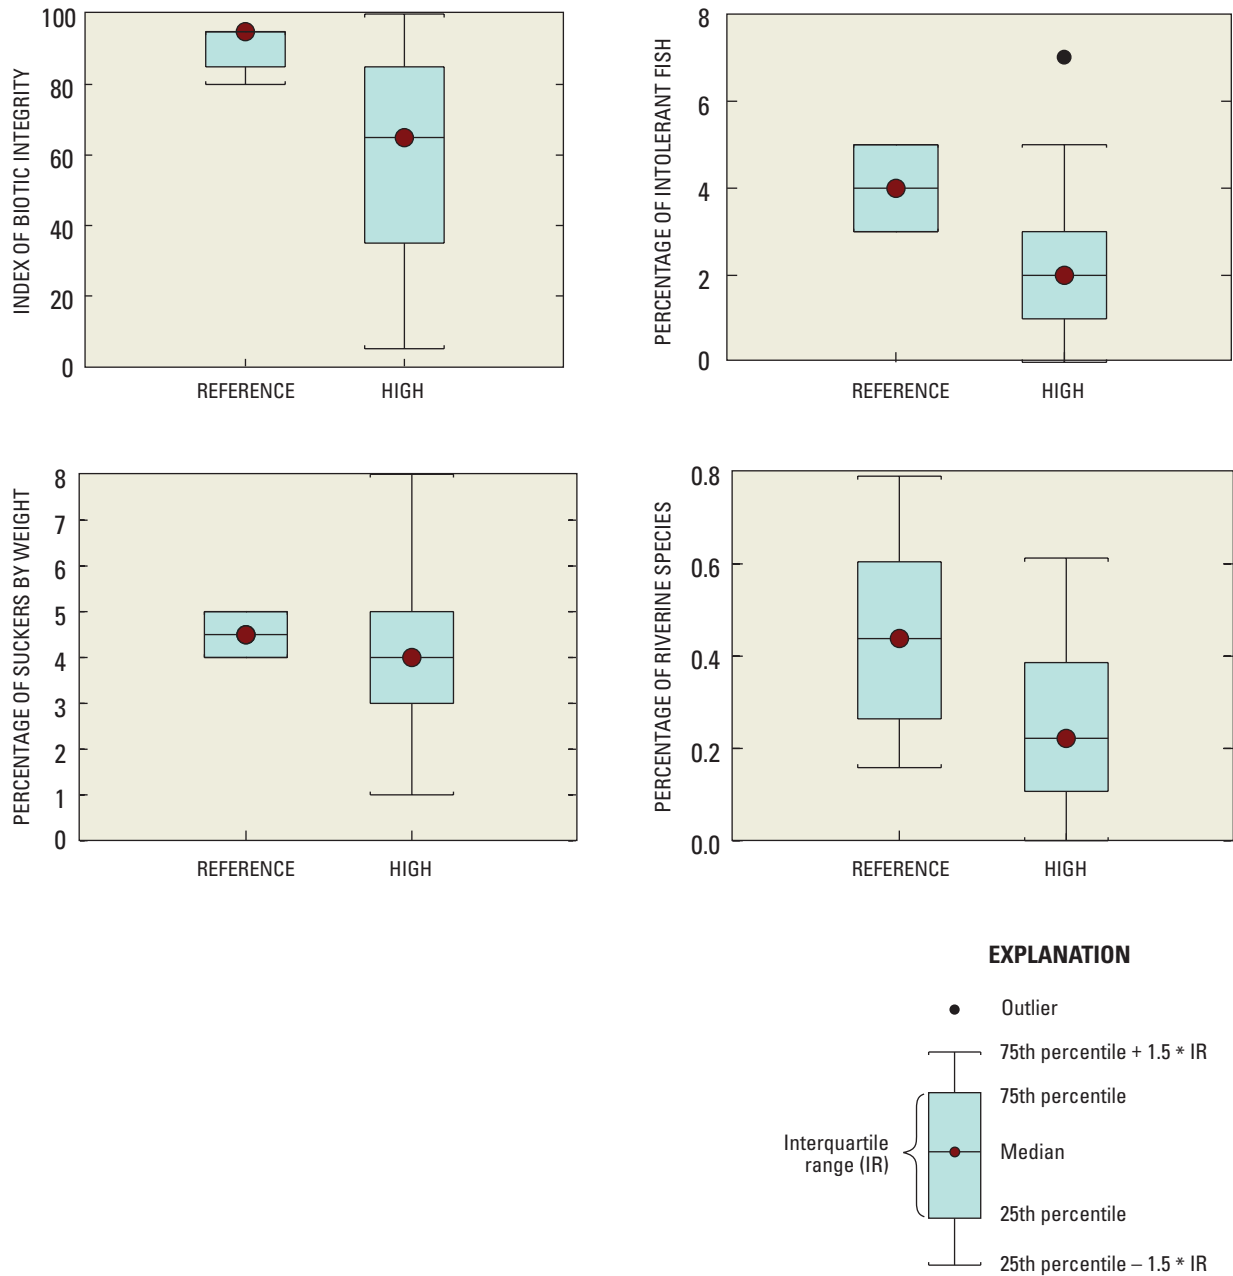 INDEX OF BIOTIC INTEGRITY
100
80
60
40
20
0
REFERENCE
HIGH
PERCENTAGE OF INTOLERANT FISH
8
6
4
2
0
REFERENCE
HIGH
PERCENTAGE OF SUCKERS BY WEIGHT
8
7
6
5
4
3
2
1
0
REFERENCE
HIGH
PERCENTAGE OF RIVERINE SPECIES
0.8
0.6
0.4
0.2
0.0
REFERENCE
HIGH
EXPLANATION
Outlier
75th percentile + 1.5 * IR
75th percentile
Interquartile
range (IR)
Median
25th percentile
25th percentile – 1.5 * IR